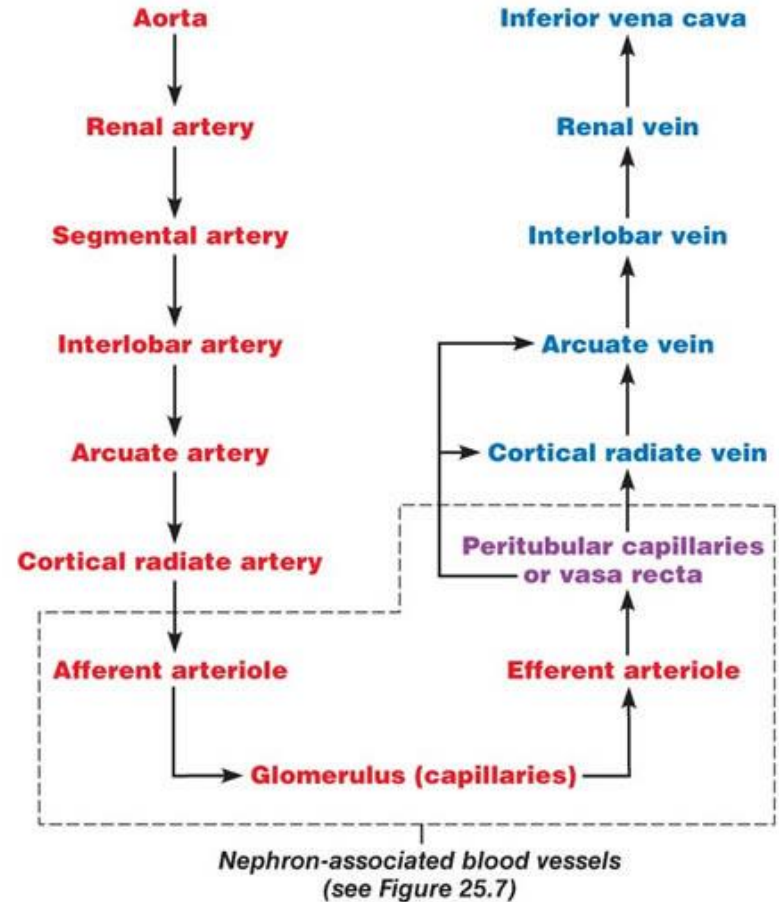 Aorta
Renal artery
Segmental artery
Interlobar artery
Arcuate artery
Cortical radiate artery
Afferent arteriole
Glomerulus (capillaries)
Efferent arteriole
Peritubular capillaries
or vasa recta
Cortical radiate vein
Arcuate vein
Interlobar vein
Renal vein
Inferior vena cava
Nephron-associated blood vessels
(see Figure 25.7)